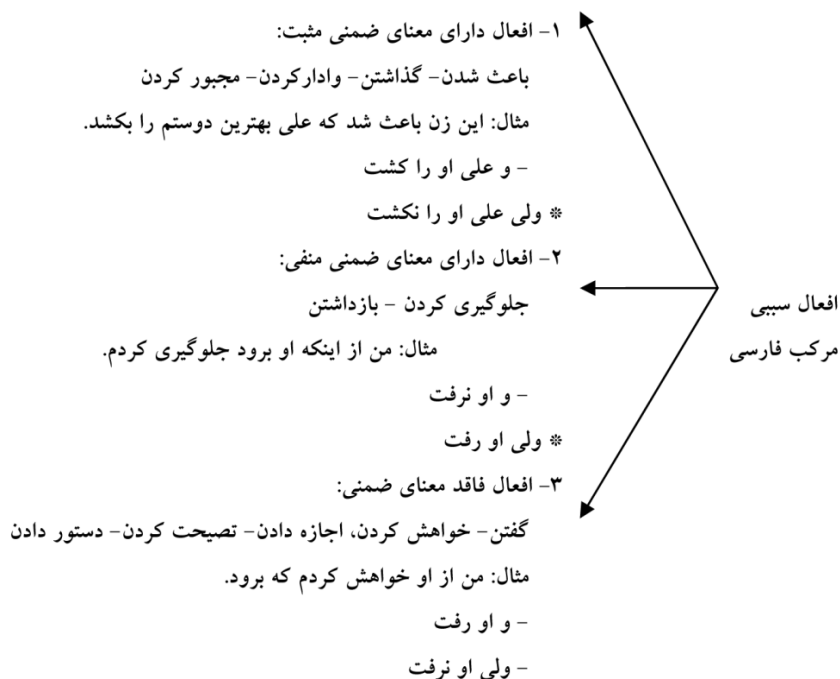 ۱- افعال دارای معنای ضمنی مثبت:
باعث شدن- گذاشتن- وادارکردن- مجبور کردن
مثال: این زن باعث شد که علی بهترین دوستم را بکشد.
- و علی او را کشت
* ولی علی او را نکشت
۲- افعال دارای معنای ضمنی منفی:
جلوگیری کردن - بازداشتن
مثال: من از اینکه او برود جلوگیری کردم.
- و او نرفت
* ولی او رفت
۳- افعال فاقد معنای ضمنی:
گفتن- خواهش کردن، اجازه دادن- تصیحت کردن- دستور دادن
مثال: من از او خواهش کردم که برود.
- و او رفت
- ولی او نرفت
افعال سببی
مرکب فارسی